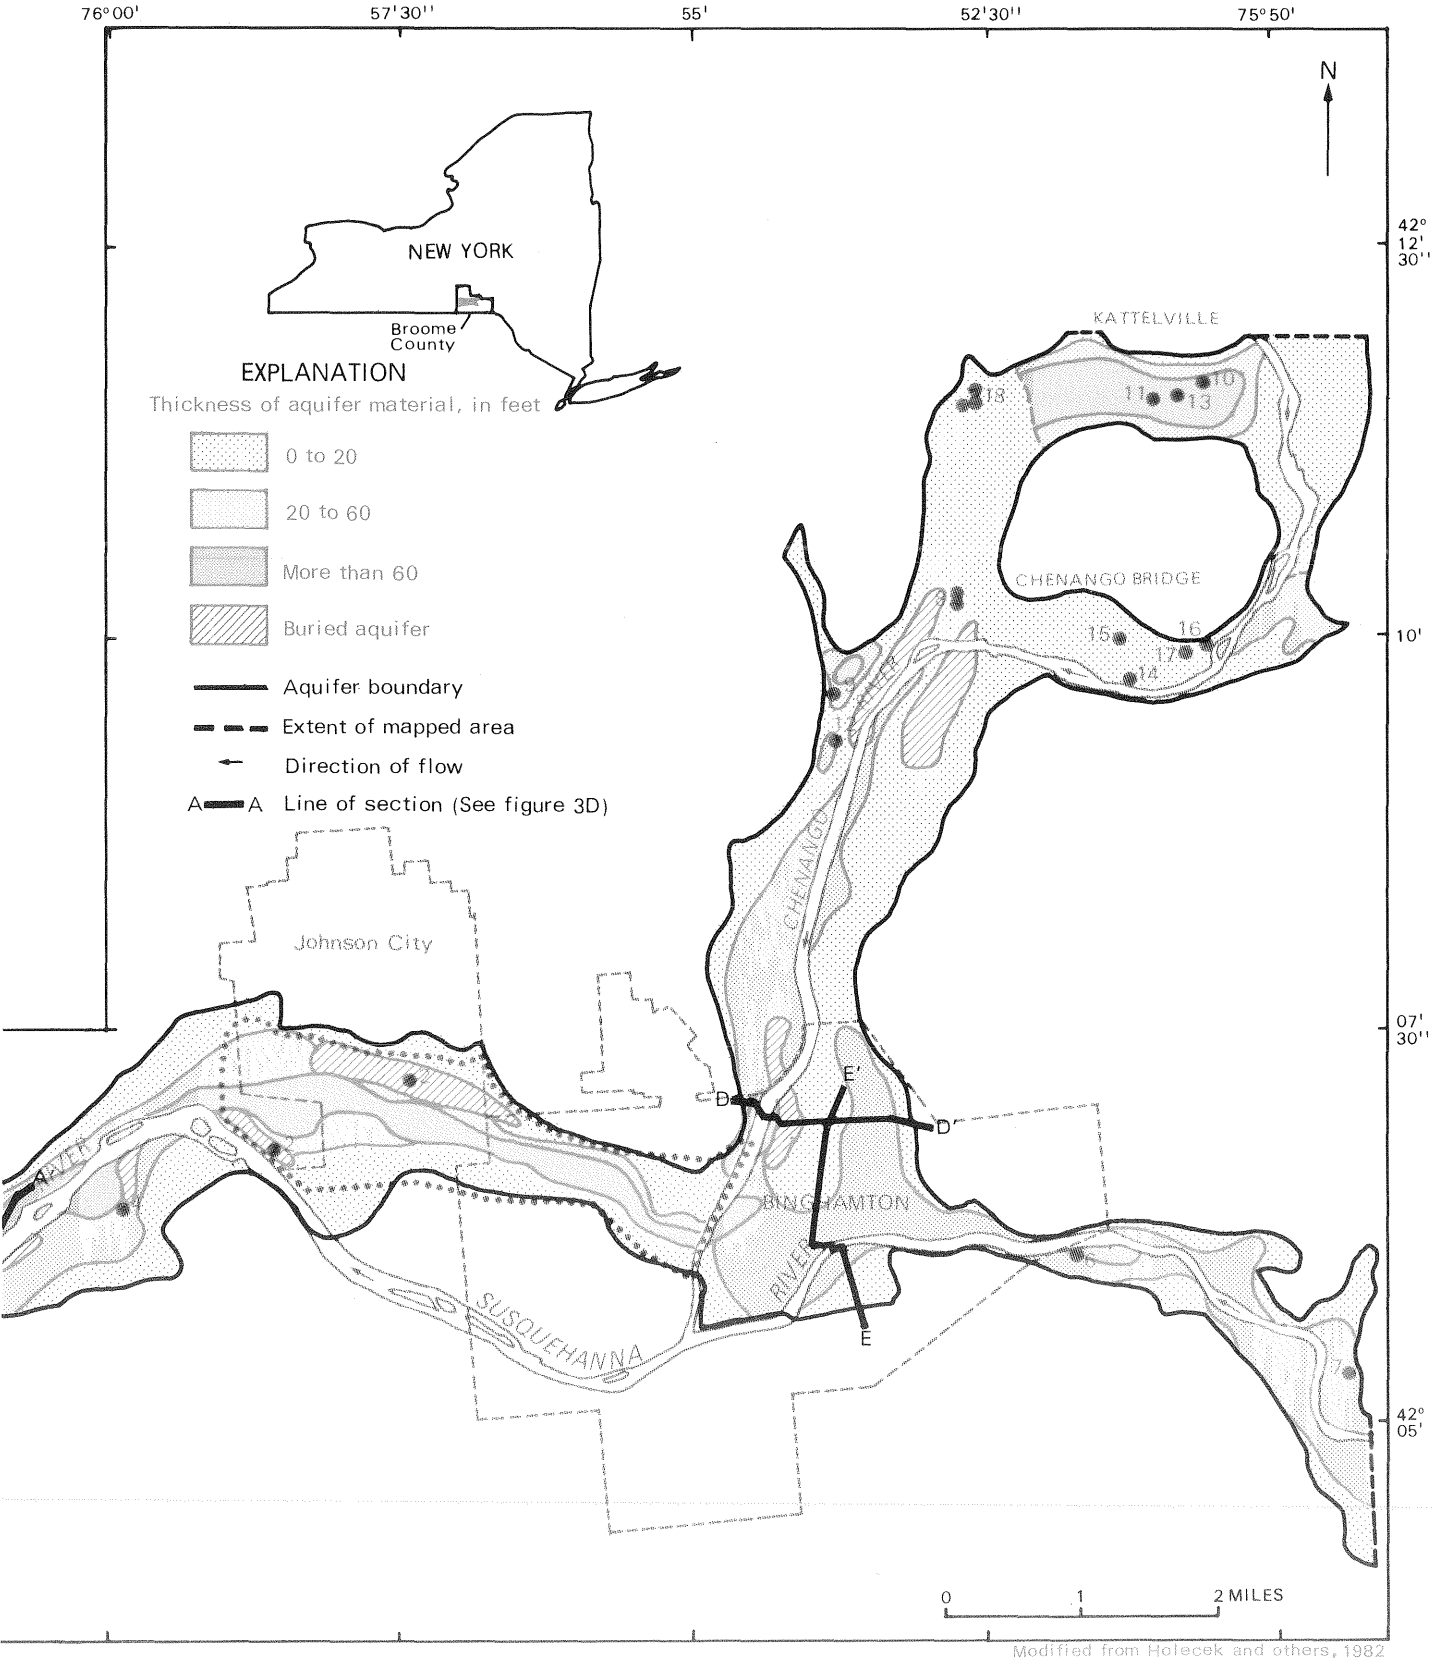 76°00'
57'30''
55'
52'30''
75°50'
N
42°
12'
30''
NEW YORK
Broome
County
KATTELVILLE
EXPLANATION
Thickness of aquifer material, in feet
10
11
13
18
0 to 20
20 to 60
More than 60
CHENANGO BRIDGE
Buried aquifer
15
16
10'
17
14
RIVER
Aquifer boundary
Extent of mapped area
Direction of flow
A A Line of section (See figure 3D)
CHENANGO
Johnson City
07'
30''
E'
D
D'
RIVER
BINGHAMTON
RIVER
SUSQUEHANNA
E
7
42°
05'
0 1 2 MILES
Modified from Holecek and others, 1982